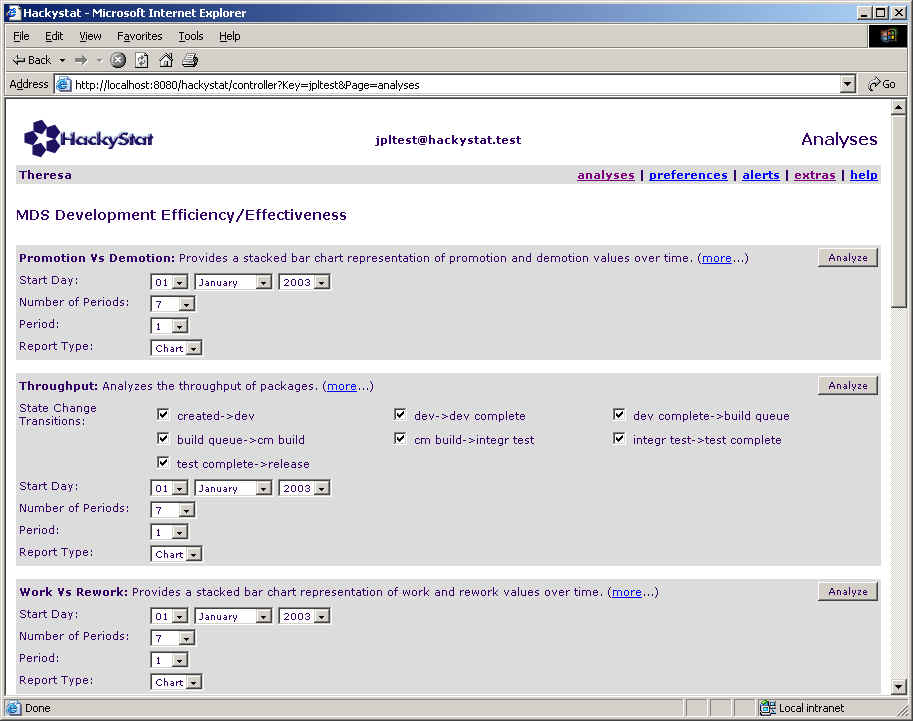 Hackystat - Microsoft Internet Explorer
File Edit View Favorites Tools Help
Back
Address http://localhost:8080/hackystat/controller?Key=jpltest&Page=analyses Go
HackyStat jpltest@hackystat.test Analyses
Theresa analyses | preferences | alerts | extras | help
MDS Development Efficiency/Effectiveness
Promotion Vs Demotion: Provides a stacked bar chart representation of promotion and demotion values over time. (more...) Analyze
Start Day: 01 January 2003
Number of Periods: 7
Period: 1
Report Type: Chart
Throughput: Analyzes the throughput of packages. (more...) Analyze
State Change
Transitions:
created->dev dev->dev complete dev complete->build queue
build queue->cm build cm build->integr test integr test->test complete
test complete->release
Start Day: 01 January 2003
Number of Periods: 7
Period: 1
Report Type: Chart
Work Vs Rework: Provides a stacked bar chart representation of work and rework values over time. (more...) Analyze
Start Day: 01 January 2003
Number of Periods: 7
Period: 1
Report Type: Chart
Done Local intranet